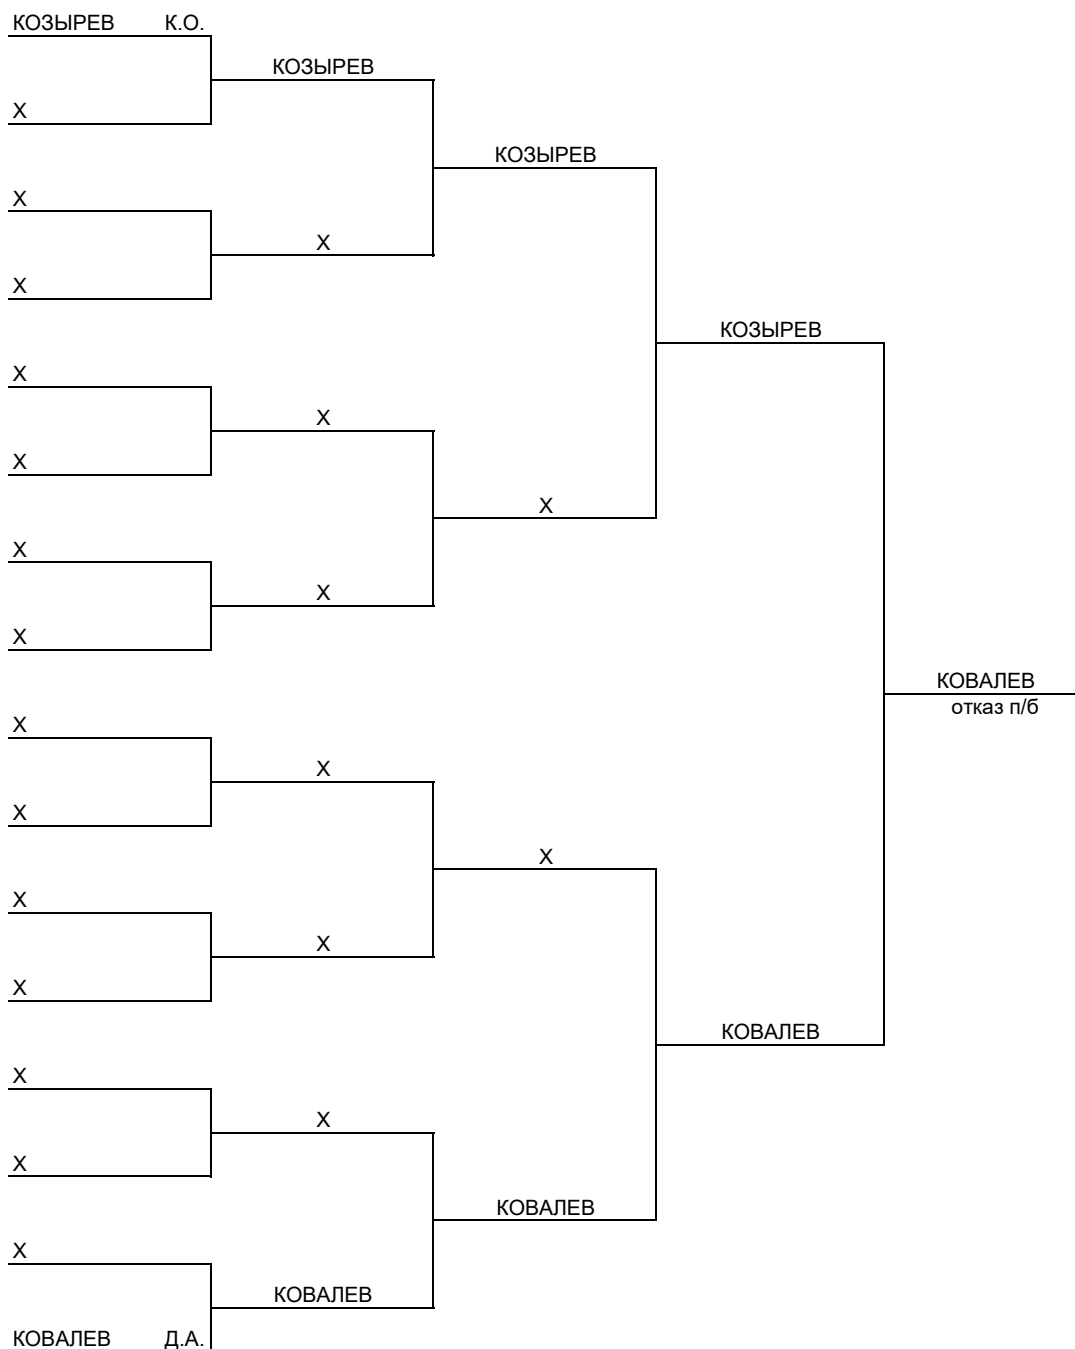 КОЗЫРЕВ К.О.
КОЗЫРЕВ
Х
КОЗЫРЕВ
Х
Х
Х
КОЗЫРЕВ
Х
Х
Х
Х
Х
Х
Х
КОВАЛЕВ
отказ п/б
Х
Х
Х
Х
Х
Х
Х
КОВАЛЕВ
Х
Х
Х
КОВАЛЕВ
Х
КОВАЛЕВ
КОВАЛЕВ Д.А.